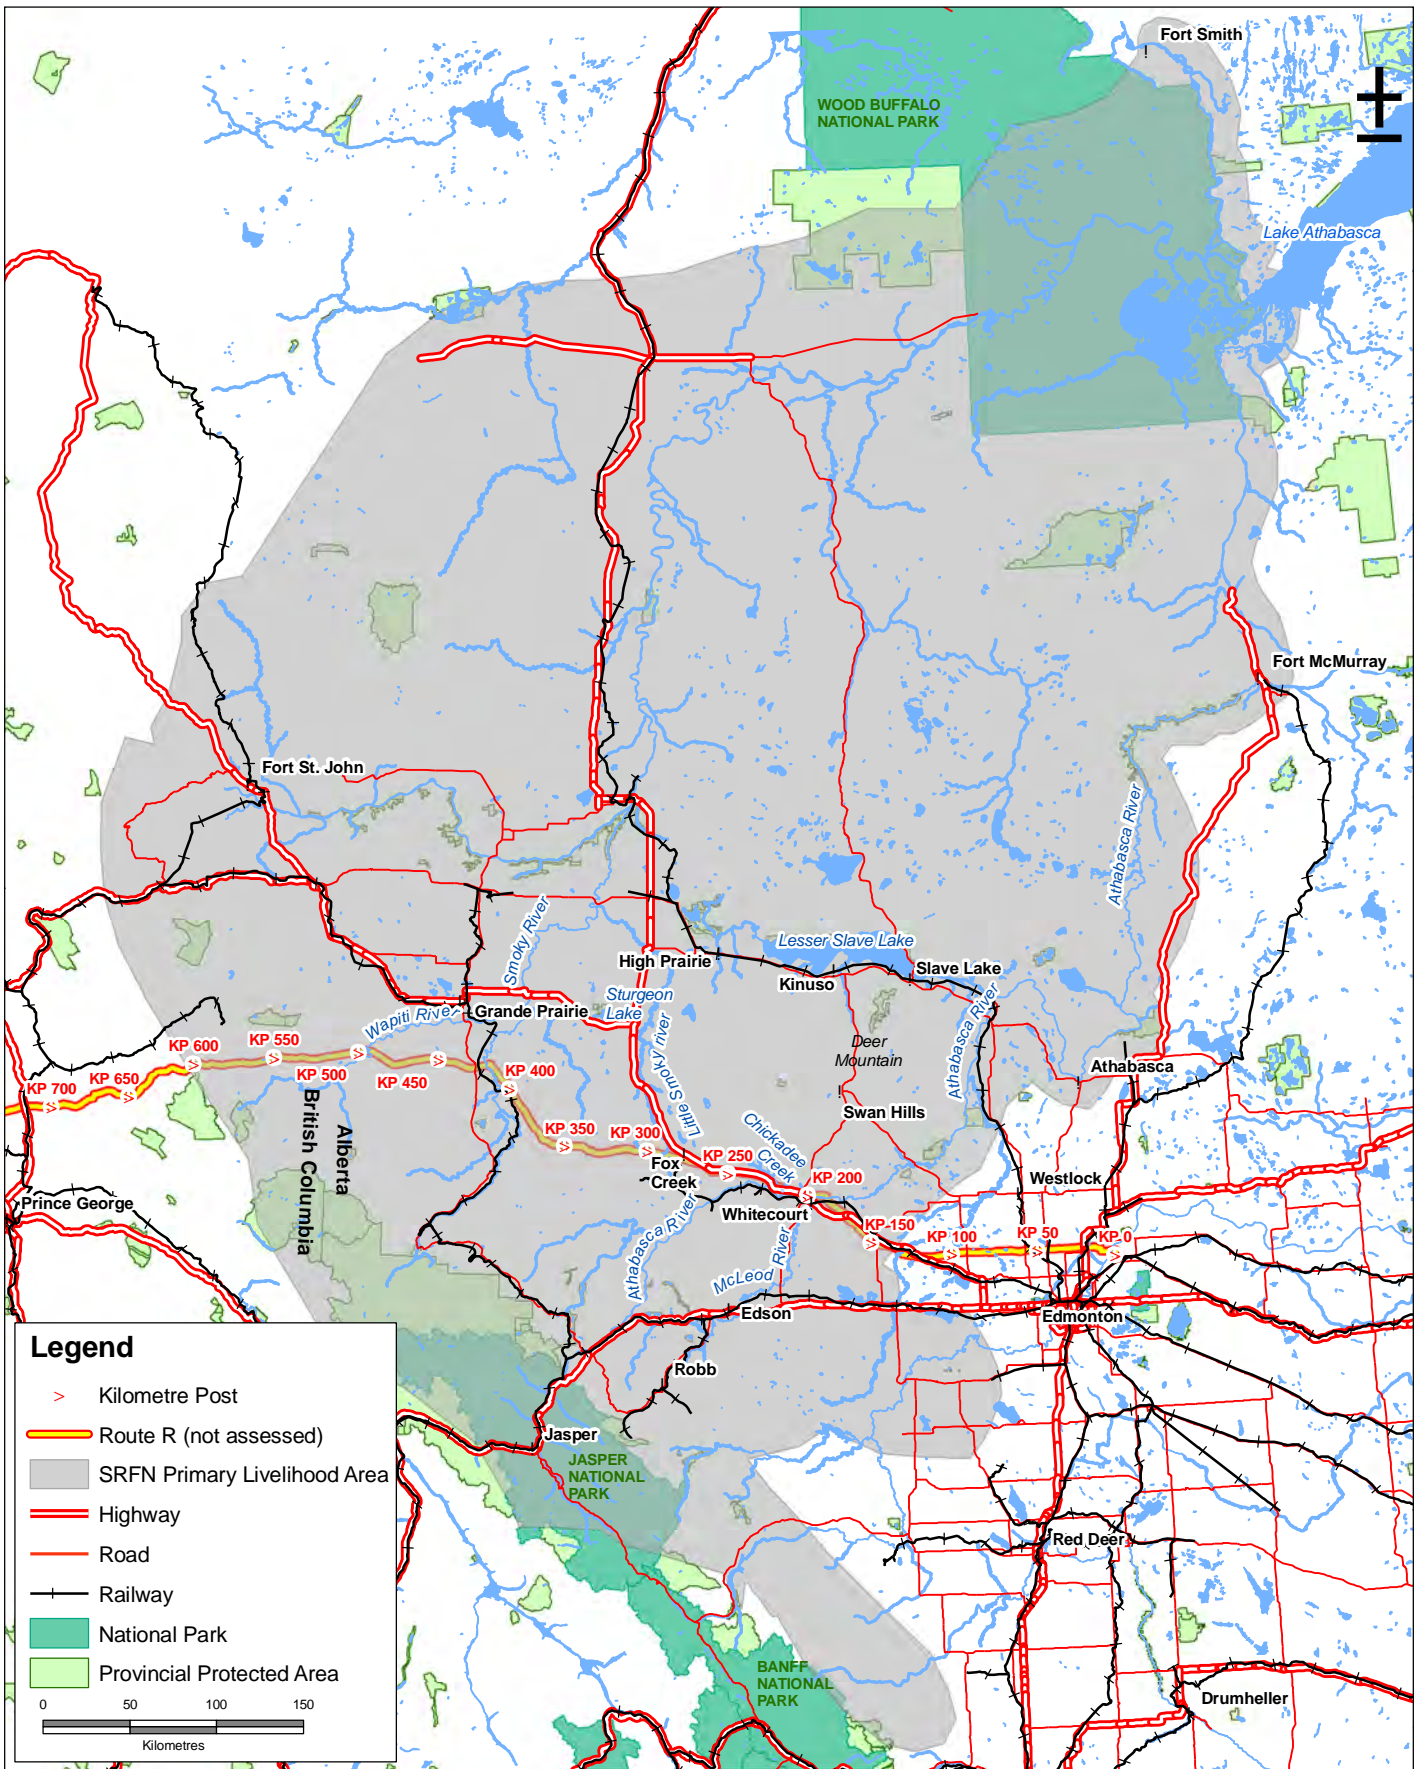 Fort Smith
WOOD BUFFALO
NATIONAL PARK
Lake Athabasca
Fort McMurray
Fort St. John
Athabasca River
Smoky River
Lesser Slave Lake
High Prairie
Slave Lake
Kinuso
Sturgeon
Lake
Grande Prairie
Wapiti River
Little Smoky river
Athabasca River
Deer
Mountain
Athabasca
KP 600
KP 550
KP 500
KP 450
KP 400
KP 700
KP 650
British Columbia
Alberta
Swan Hills
Chickadee
Creek
KP 350
KP 300
KP 250
Fox
Creek
KP 200
Westlock
Prince George
Whitecourt
KP 150
KP 100
KP 50
KP 0
Athabasca River
McLeod River
Edson
Edmonton
Robb
Jasper
JASPER
NATIONAL
PARK
Red Deer
BANFF
NATIONAL
PARK
Drumheller
Legend
Kilometre Post
Route R (not assessed)
SRFN Primary Livelihood Area
Highway
Road
Railway
National Park
Provincial Protected Area
0 50 100 150
Kilometres